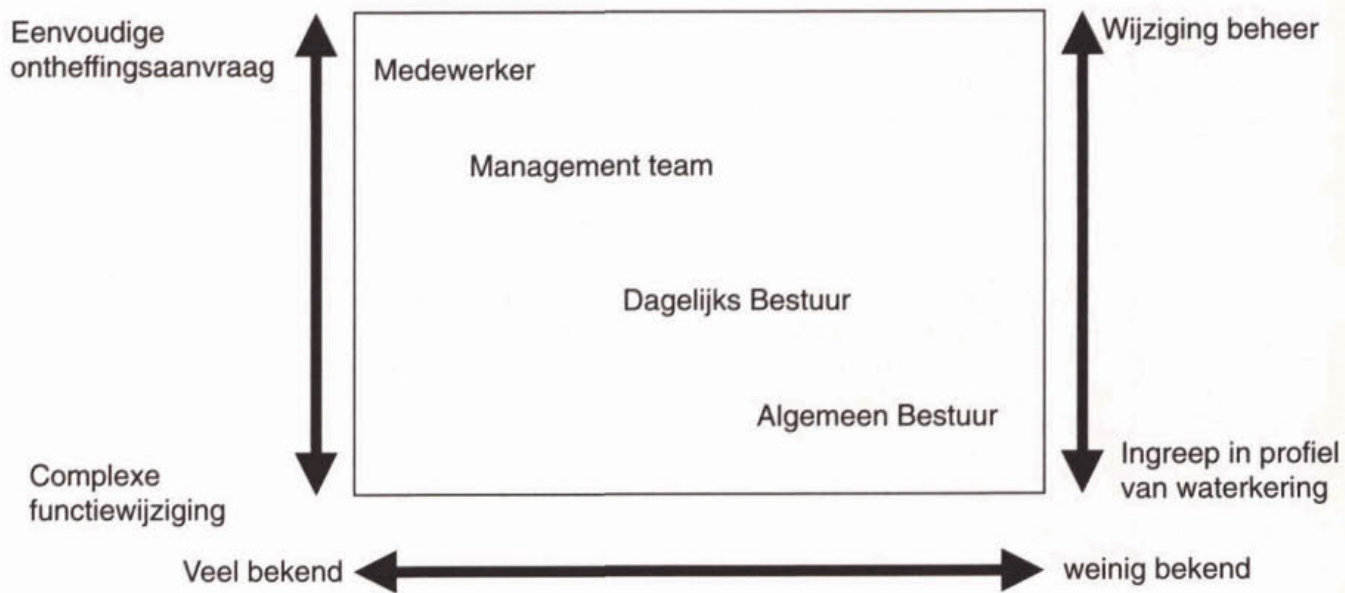 Eenvoudige
ontheffingsaanvraag
Wijziging beheer
Medewerker
Management team
Dagelijks Bestuur
Algemeen Bestuur
Complexe
functiewijziging
Ingreep in profiel
van waterkering
Veel bekend
weinig bekend